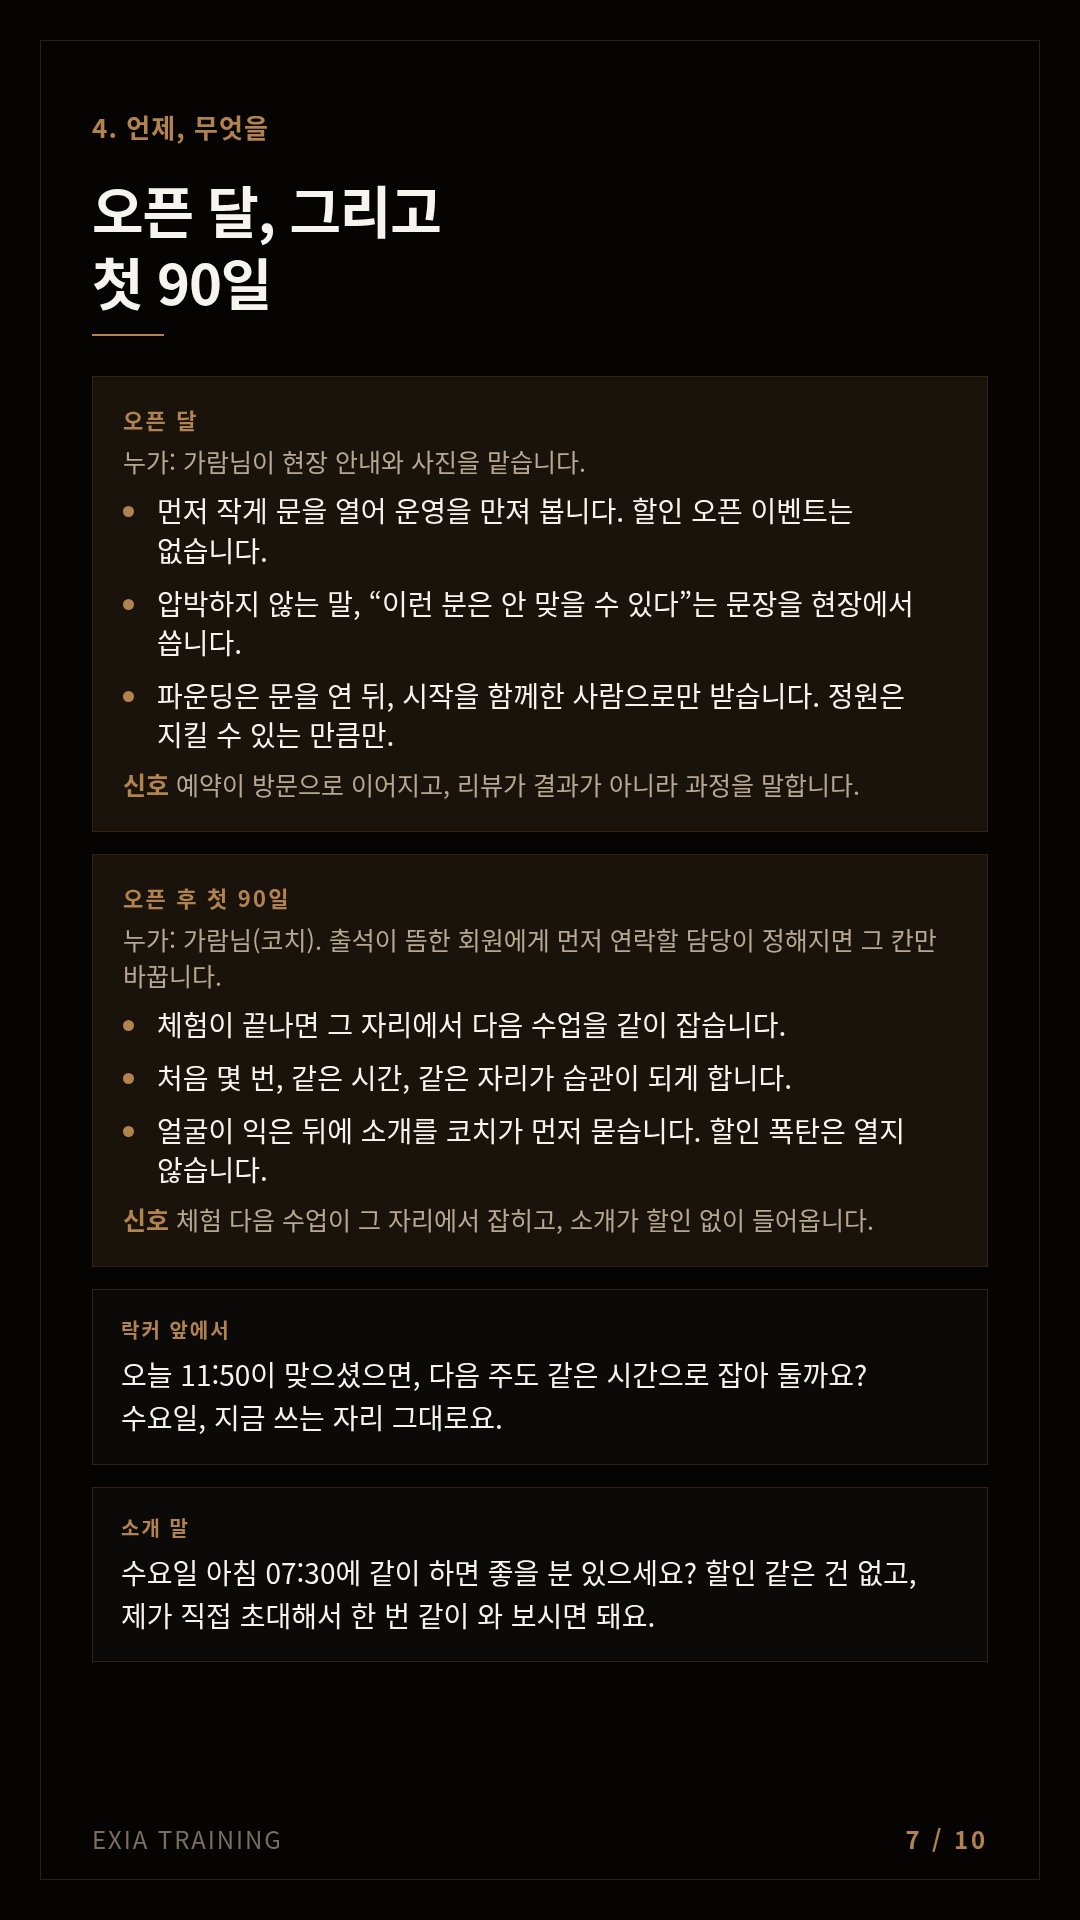 4. 언제, 무엇을
오픈 달, 그리고
첫 90일
오픈 달
누가: 가람님이 현장 안내와 사진을 맡습니다.
• 먼저 작게 문을 열어 운영을 만져 봅니다. 할인 오픈 이벤트는
없습니다.
• 압박하지 않는 말, “이런 분은 안 맞을 수 있다”는 문장을 현장에서
씁니다.
• 파운딩은 문을 연 뒤, 시작을 함께한 사람으로만 받습니다. 정원은
지킬 수 있는 만큼만.
신호 예약이 방문으로 이어지고, 리뷰가 결과가 아니라 과정을 말합니다.
오픈 후 첫 90일
누가: 가람님(코치). 출석이 뜸한 회원에게 먼저 연락할 담당이 정해지면 그 칸만
바꿉니다.
• 체험이 끝나면 그 자리에서 다음 수업을 같이 잡습니다.
• 처음 몇 번, 같은 시간, 같은 자리가 습관이 되게 합니다.
• 얼굴이 익은 뒤에 소개를 코치가 먼저 묻습니다. 할인 폭탄은 열지
않습니다.
신호 체험 다음 수업이 그 자리에서 잡히고, 소개가 할인 없이 들어옵니다.
락커 앞에서
오늘 11:50이 맞으셨으면, 다음 주도 같은 시간으로 잡아 둘까요?
수요일, 지금 쓰는 자리 그대로요.
소개 말
수요일 아침 07:30에 같이 하면 좋을 분 있으세요? 할인 같은 건 없고,
제가 직접 초대해서 한 번 같이 와 보시면 돼요.
EXIA TRAINING
7 / 10